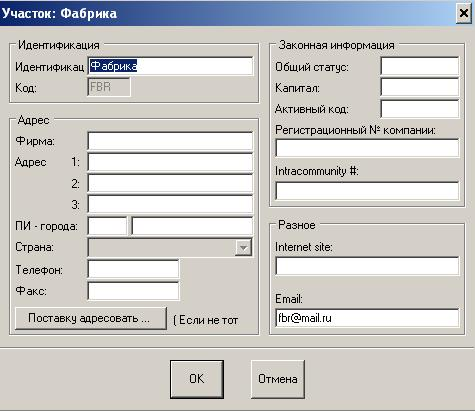 Участок: Фабрика
Идентификация
Идентификац Фабрика
Код: FBR
Адрес
Фирма:
Адрес 1:
2:
3:
ПИ - города:
Страна:
Телефон:
Факс:
Поставку адресовать ... ( Если не тот
Законная информация
Общий статус:
Капитал:
Активный код:
Регистрационный № компании:
Intracommunity #:
Разное
Internet site:
Email:
fbr@mail.ru
OK Отмена